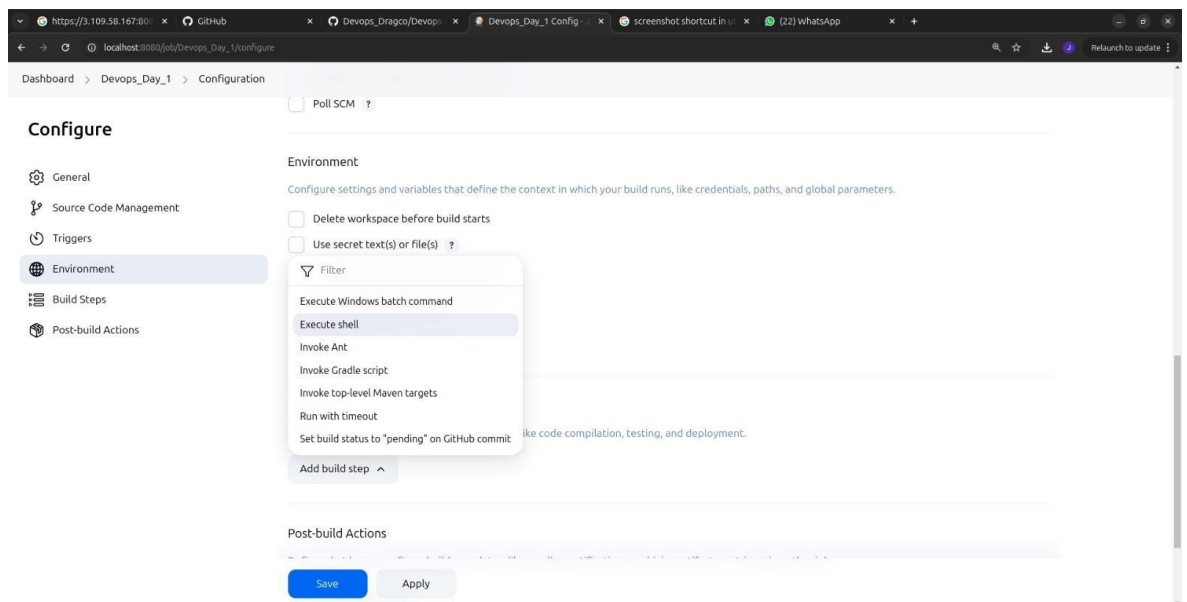 https://3.109.58.167:80
GitHub
Devops_Dragco/Devops
Devops_Day_1 Config - J
screenshot shortcut in u
(22) WhatsApp
localhost:8080/job/Devops_Day_1/configure
Relaunch to update
Dashboard > Devops_Day_1 > Configuration
Poll SCM ?
Configure
Environment
General
Configure settings and variables that define the context in which your build runs, like credentials, paths, and global parameters.
Source Code Management
Delete workspace before build starts
Triggers
Use secret text(s) or file(s) ?
Environment
Filter
Build Steps
Execute Windows batch command
Post-build Actions
Execute shell
Invoke Ant
Invoke Gradle script
Invoke top-level Maven targets
Run with timeout
Set build status to "pending" on GitHub commit
ike code compilation, testing, and deployment.
Add build step
Post-build Actions
Save
Apply